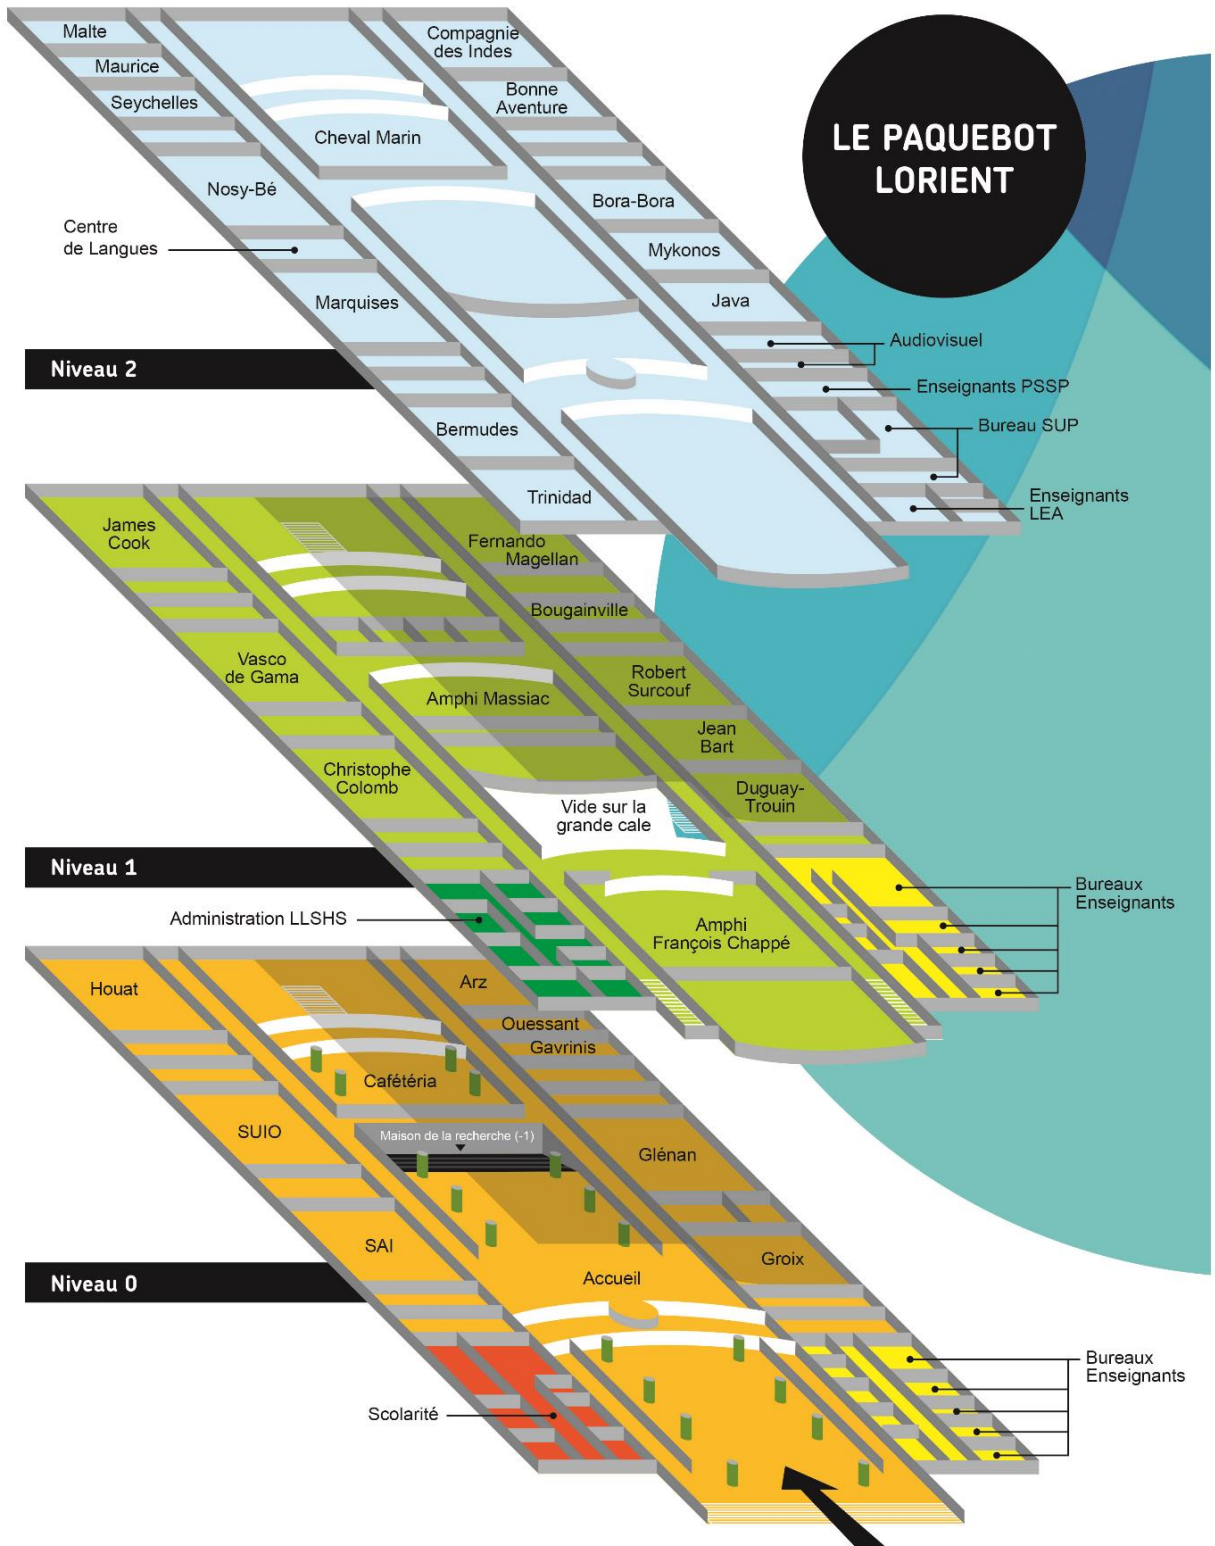 LE PAQUEBOT
LORIENT
Malte
Maurice
Seychelles
Nosy-Bé
Centre
de Langues
Marquises
Bermudes
Trinidad
Cheval Marin
Compagnie
des Indes
Bonne
Aventure
Bora-Bora
Mykonos
Java
Audiovisuel
Enseignants PSSP
Bureau SUP
Enseignants
LEA
Niveau 2
James
Cook
Vasco
de Gama
Christophe
Colomb
Administration LLSHS
Amphi Massiac
Vide sur la
grande cale
Amphi
François Chappé
Fernando
Magellan
Bougainville
Robert
Surcouf
Jean
Bart
Duguay-
Trouin
Bureaux
Enseignants
Niveau 1
Houat
SUIO
SAI
Scolarité
Cafétéria
Maison de la recherche (-1)
Accueil
Arz
Ouessant
Gavrinis
Glénan
Groix
Bureaux
Enseignants
Niveau 0